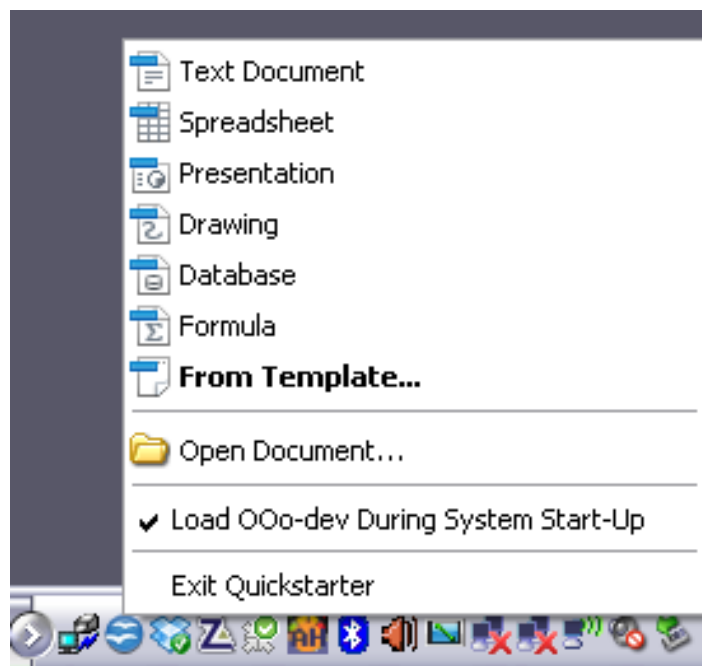 Text Document
Spreadsheet
Presentation
Drawing
Database
Formula
From Template...
Open Document...
Load OOo-dev During System Start-Up
Exit Quickstarter
AH